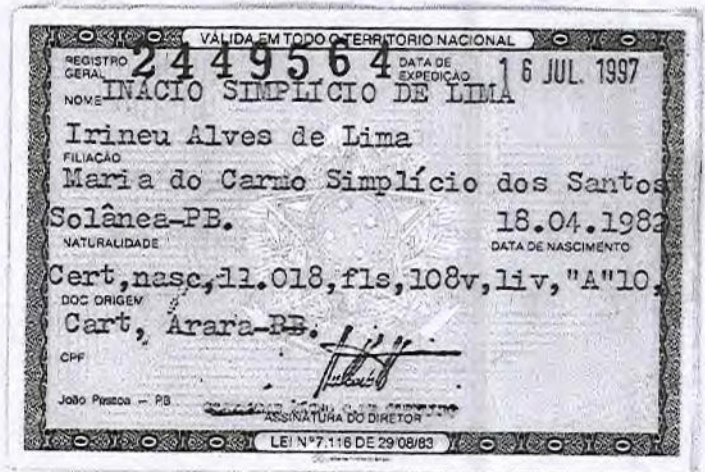 VÁLIDA EM TODO O TERRITÓRIO NACIONAL
REGISTRO GERAL 2449564 DATA DE EXPEDIÇÃO 16 JUL. 1997
NOME INÁCIO SIMPLÍCIO DE LIMA
Irineu Alves de Lima
FILIAÇÃO
Maria do Carmo Simplício dos Santos
Solânea-PB. 18.04.1982
NATURALIDADE DATA DE NASCIMENTO
Cert,nasc,11.018,fls,108v,liv,"A"10,
DOC ORIGEM
Cart, Arara-PB.
CPF
João Pessoa - PB
ASSINATURA DO DIRETOR
LEI Nº 7.116 DE 29/08/83